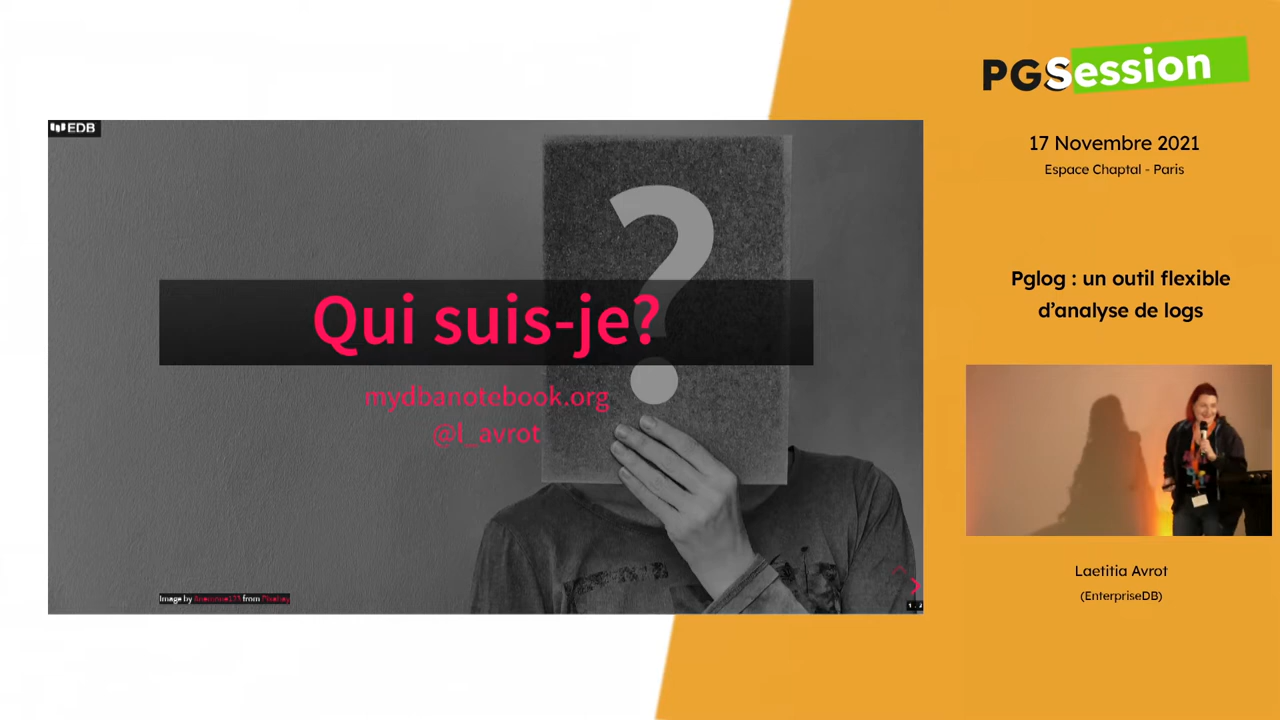 EDB
Qui suis-je?
mydbanotebook.org
@l_avrot
Image by from Pixabay
PGSession
17 Novembre 2021
Espace Chaptal - Paris
Pglog : un outil flexible
d’analyse de logs
Laetitia Avrot
(EnterpriseDB)